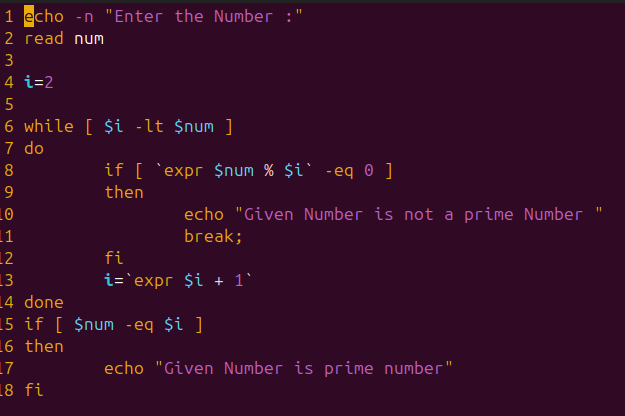 1 echo -n "Enter the Number :"
2 read num
3
4 i=2
5
6 while [ $i -lt $num ]
7 do
8         if [ `expr $num % $i` -eq 0 ]
9         then
10                 echo "Given Number is not a prime Number "
11                 break;
12         fi
13         i=`expr $i + 1`
14 done
15 if [ $num -eq $i ]
16 then
17         echo "Given Number is prime number"
18 fi